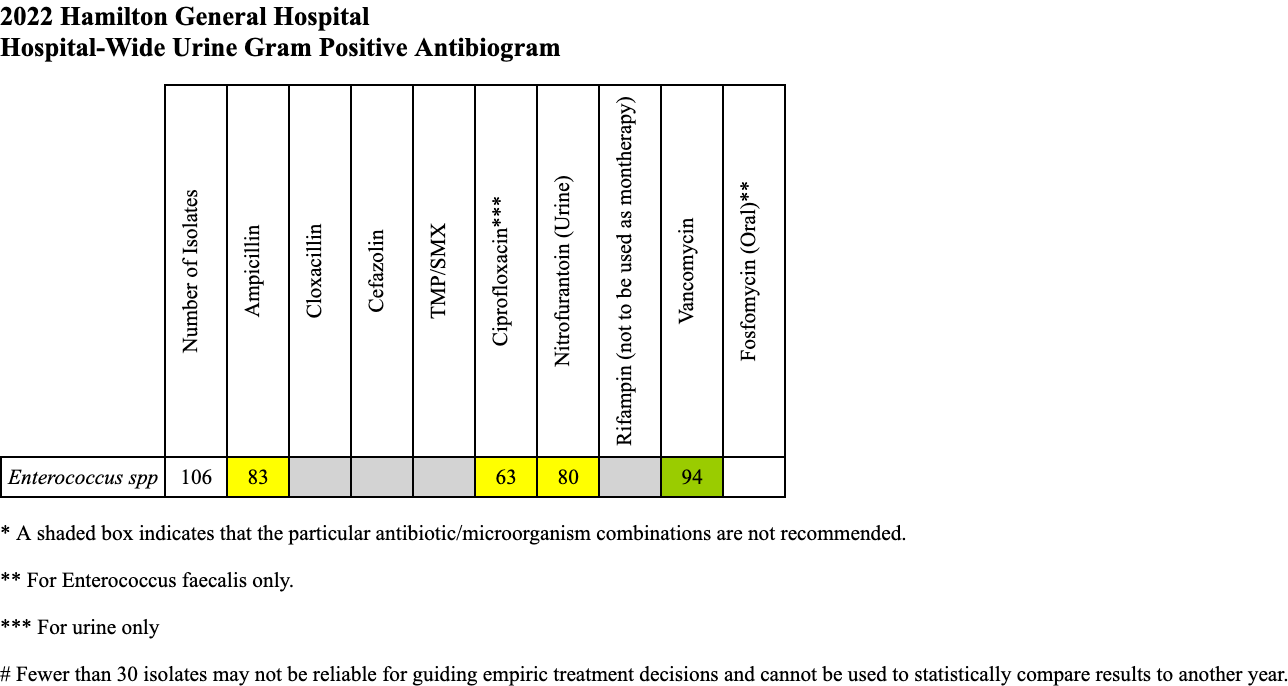 2022 Hamilton General Hospital
Hospital-Wide Urine Gram Positive Antibiogram
Number of Isolates
Ampicillin
Cloxacillin
Cefazolin
TMP/SMX
Ciprofloxacin***
Nitrofurantoin (Urine)
Rifampin (not to be used as montherapy)
Vancomycin
Fosfomycin (Oral)**
Enterococcus spp 106 83 63 80 94
* A shaded box indicates that the particular antibiotic/microorganism combinations are not recommended.
** For Enterococcus faecalis only.
*** For urine only
# Fewer than 30 isolates may not be reliable for guiding empiric treatment decisions and cannot be used to statistically compare results to another year.